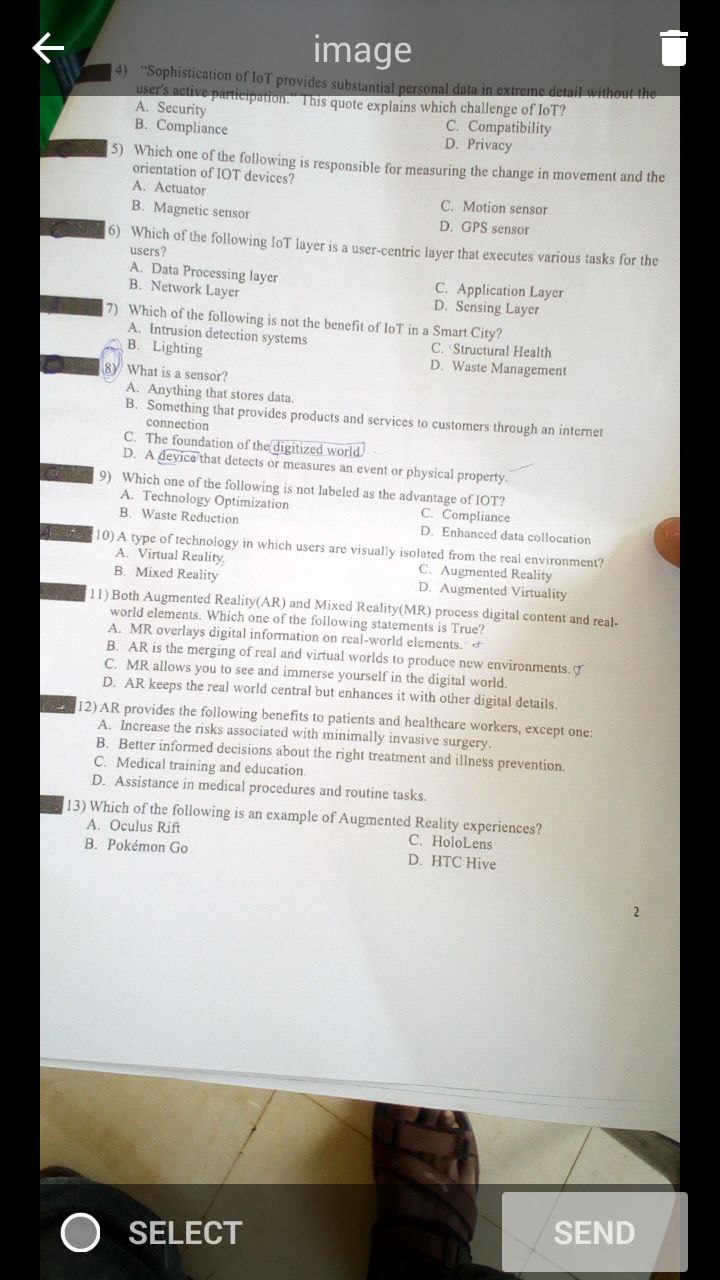 image
4) "Sophistication of IoT provides substantial personal data in extreme detail without the
user's active participation." This quote explains which challenge of IoT?
A. Security
B. Compliance
C. Compatibility
D. Privacy
5) Which one of the following is responsible for measuring the change in movement and the
orientation of IOT devices?
A. Actuator
B. Magnetic sensor
C. Motion sensor
D. GPS sensor
6) Which of the following IoT layer is a user-centric layer that executes various tasks for the
users?
A. Data Processing layer
B. Network Layer
C. Application Layer
D. Sensing Layer
7) Which of the following is not the benefit of IoT in a Smart City?
A. Intrusion detection systems
B. Lighting
C. Structural Health
D. Waste Management
8) What is a sensor?
A. Anything that stores data.
B. Something that provides products and services to customers through an internet
connection
C. The foundation of the digitized world.
D. A device that detects or measures an event or physical property.
9) Which one of the following is not labeled as the advantage of IOT?
A. Technology Optimization
B. Waste Reduction
C. Compliance
D. Enhanced data collocation
10) A type of technology in which users are visually isolated from the real environment?
A. Virtual Reality
B. Mixed Reality
C. Augmented Reality
D. Augmented Virtuality
11) Both Augmented Reality(AR) and Mixed Reality(MR) process digital content and real-
world elements. Which one of the following statements is True?
A. MR overlays digital information on real-world elements.
B. AR is the merging of real and virtual worlds to produce new environments.
C. MR allows you to see and immerse yourself in the digital world.
D. AR keeps the real world central but enhances it with other digital details.
12) AR provides the following benefits to patients and healthcare workers, except one:
A. Increase the risks associated with minimally invasive surgery.
B. Better informed decisions about the right treatment and illness prevention.
C. Medical training and education.
D. Assistance in medical procedures and routine tasks.
13) Which of the following is an example of Augmented Reality experiences?
A. Oculus Rift
B. Pokémon Go
C. HoloLens
D. HTC Hive
2
SELECT
SEND